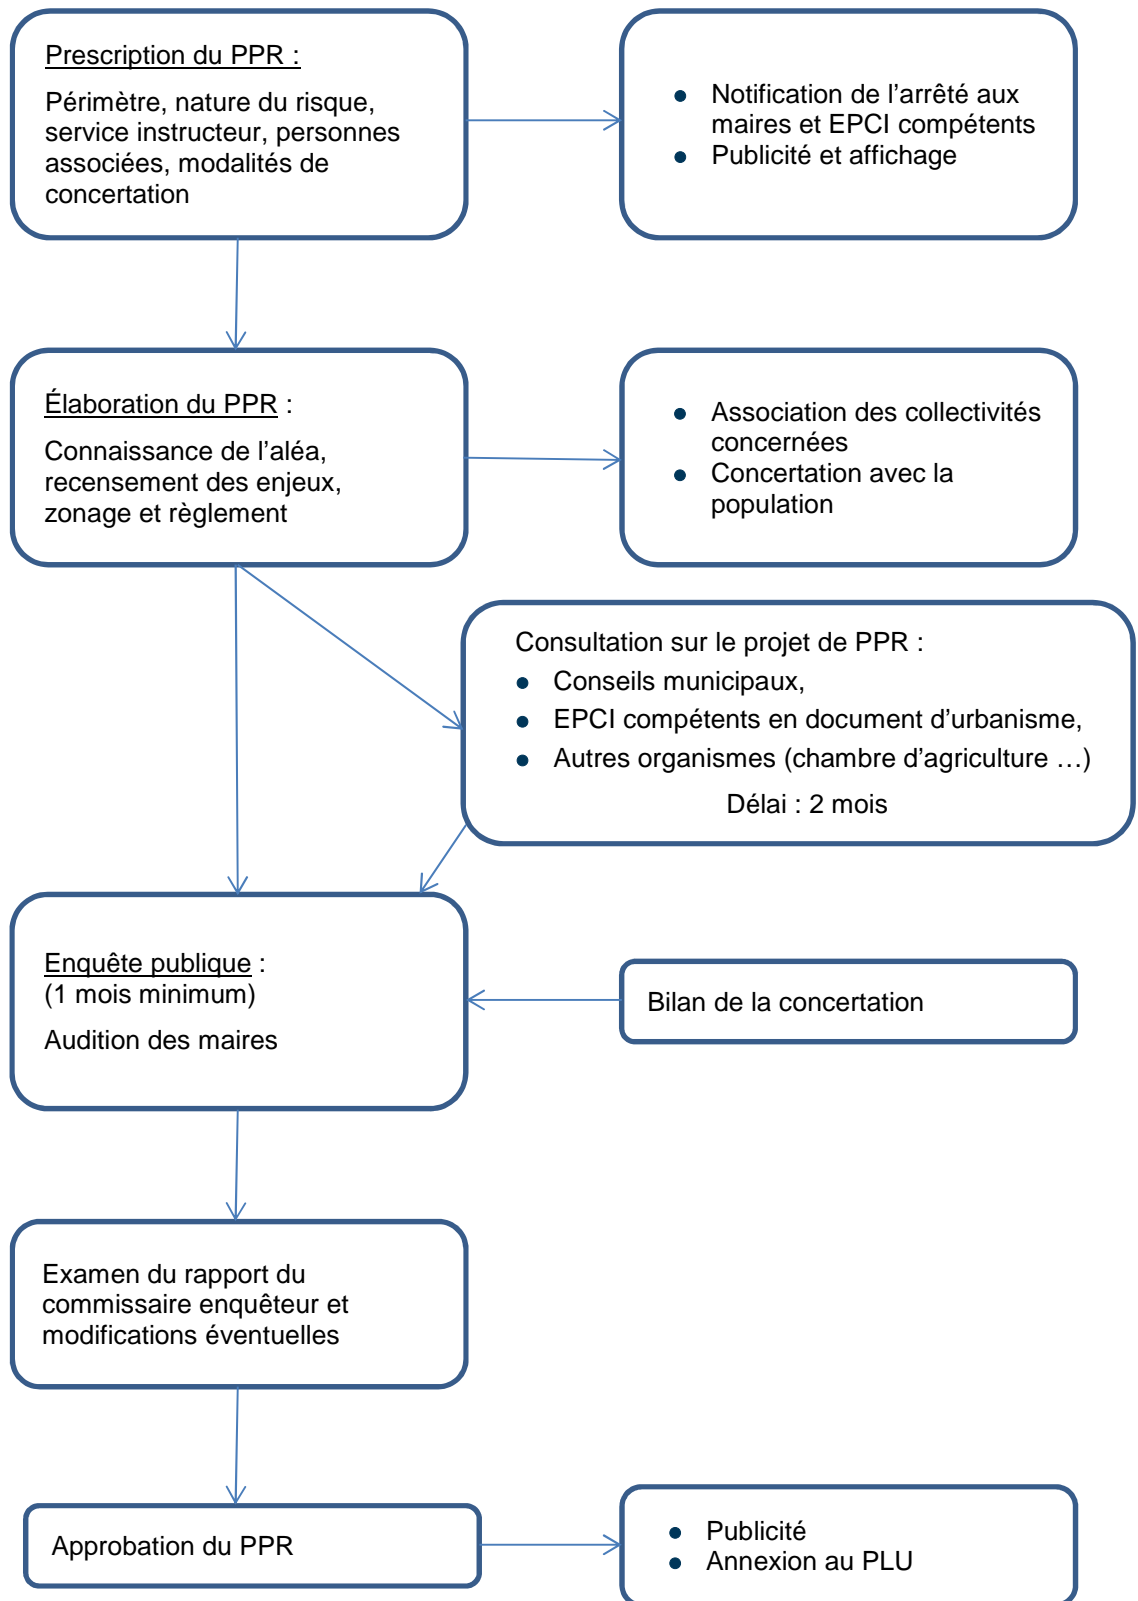 Prescription du PPR :
Périmètre, nature du risque,
service instructeur, personnes
associées, modalités de
concertation
● Notification de l’arrêté aux
maires et EPCI compétents
● Publicité et affichage
Élaboration du PPR :
Connaissance de l’aléa,
recensement des enjeux,
zonage et règlement
● Association des collectivités
concernées
● Concertation avec la
population
Consultation sur le projet de PPR :
● Conseils municipaux,
● EPCI compétents en document d’urbanisme,
● Autres organismes (chambre d’agriculture …)
Délai : 2 mois
Enquête publique :
(1 mois minimum)
Audition des maires
Bilan de la concertation
Examen du rapport du
commissaire enquêteur et
modifications éventuelles
Approbation du PPR
● Publicité
● Annexion au PLU